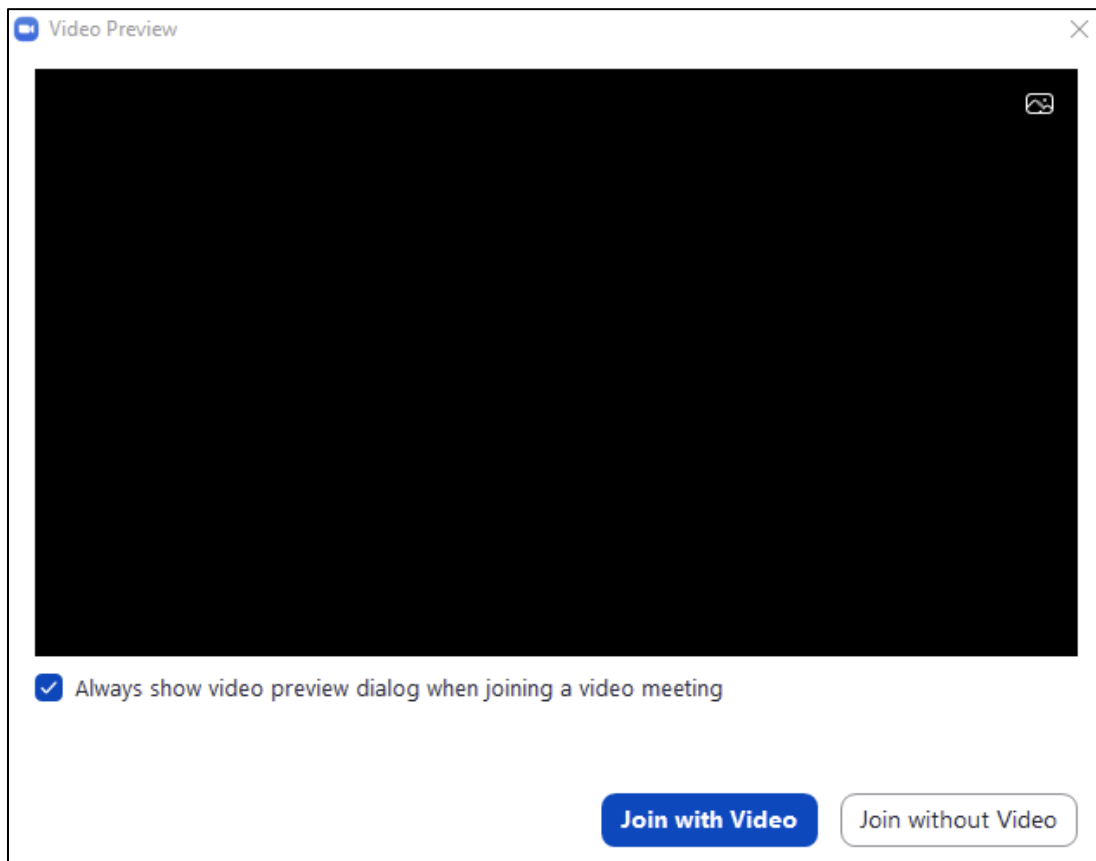 Video Preview
Always show video preview dialog when joining a video meeting
Join with Video
Join without Video